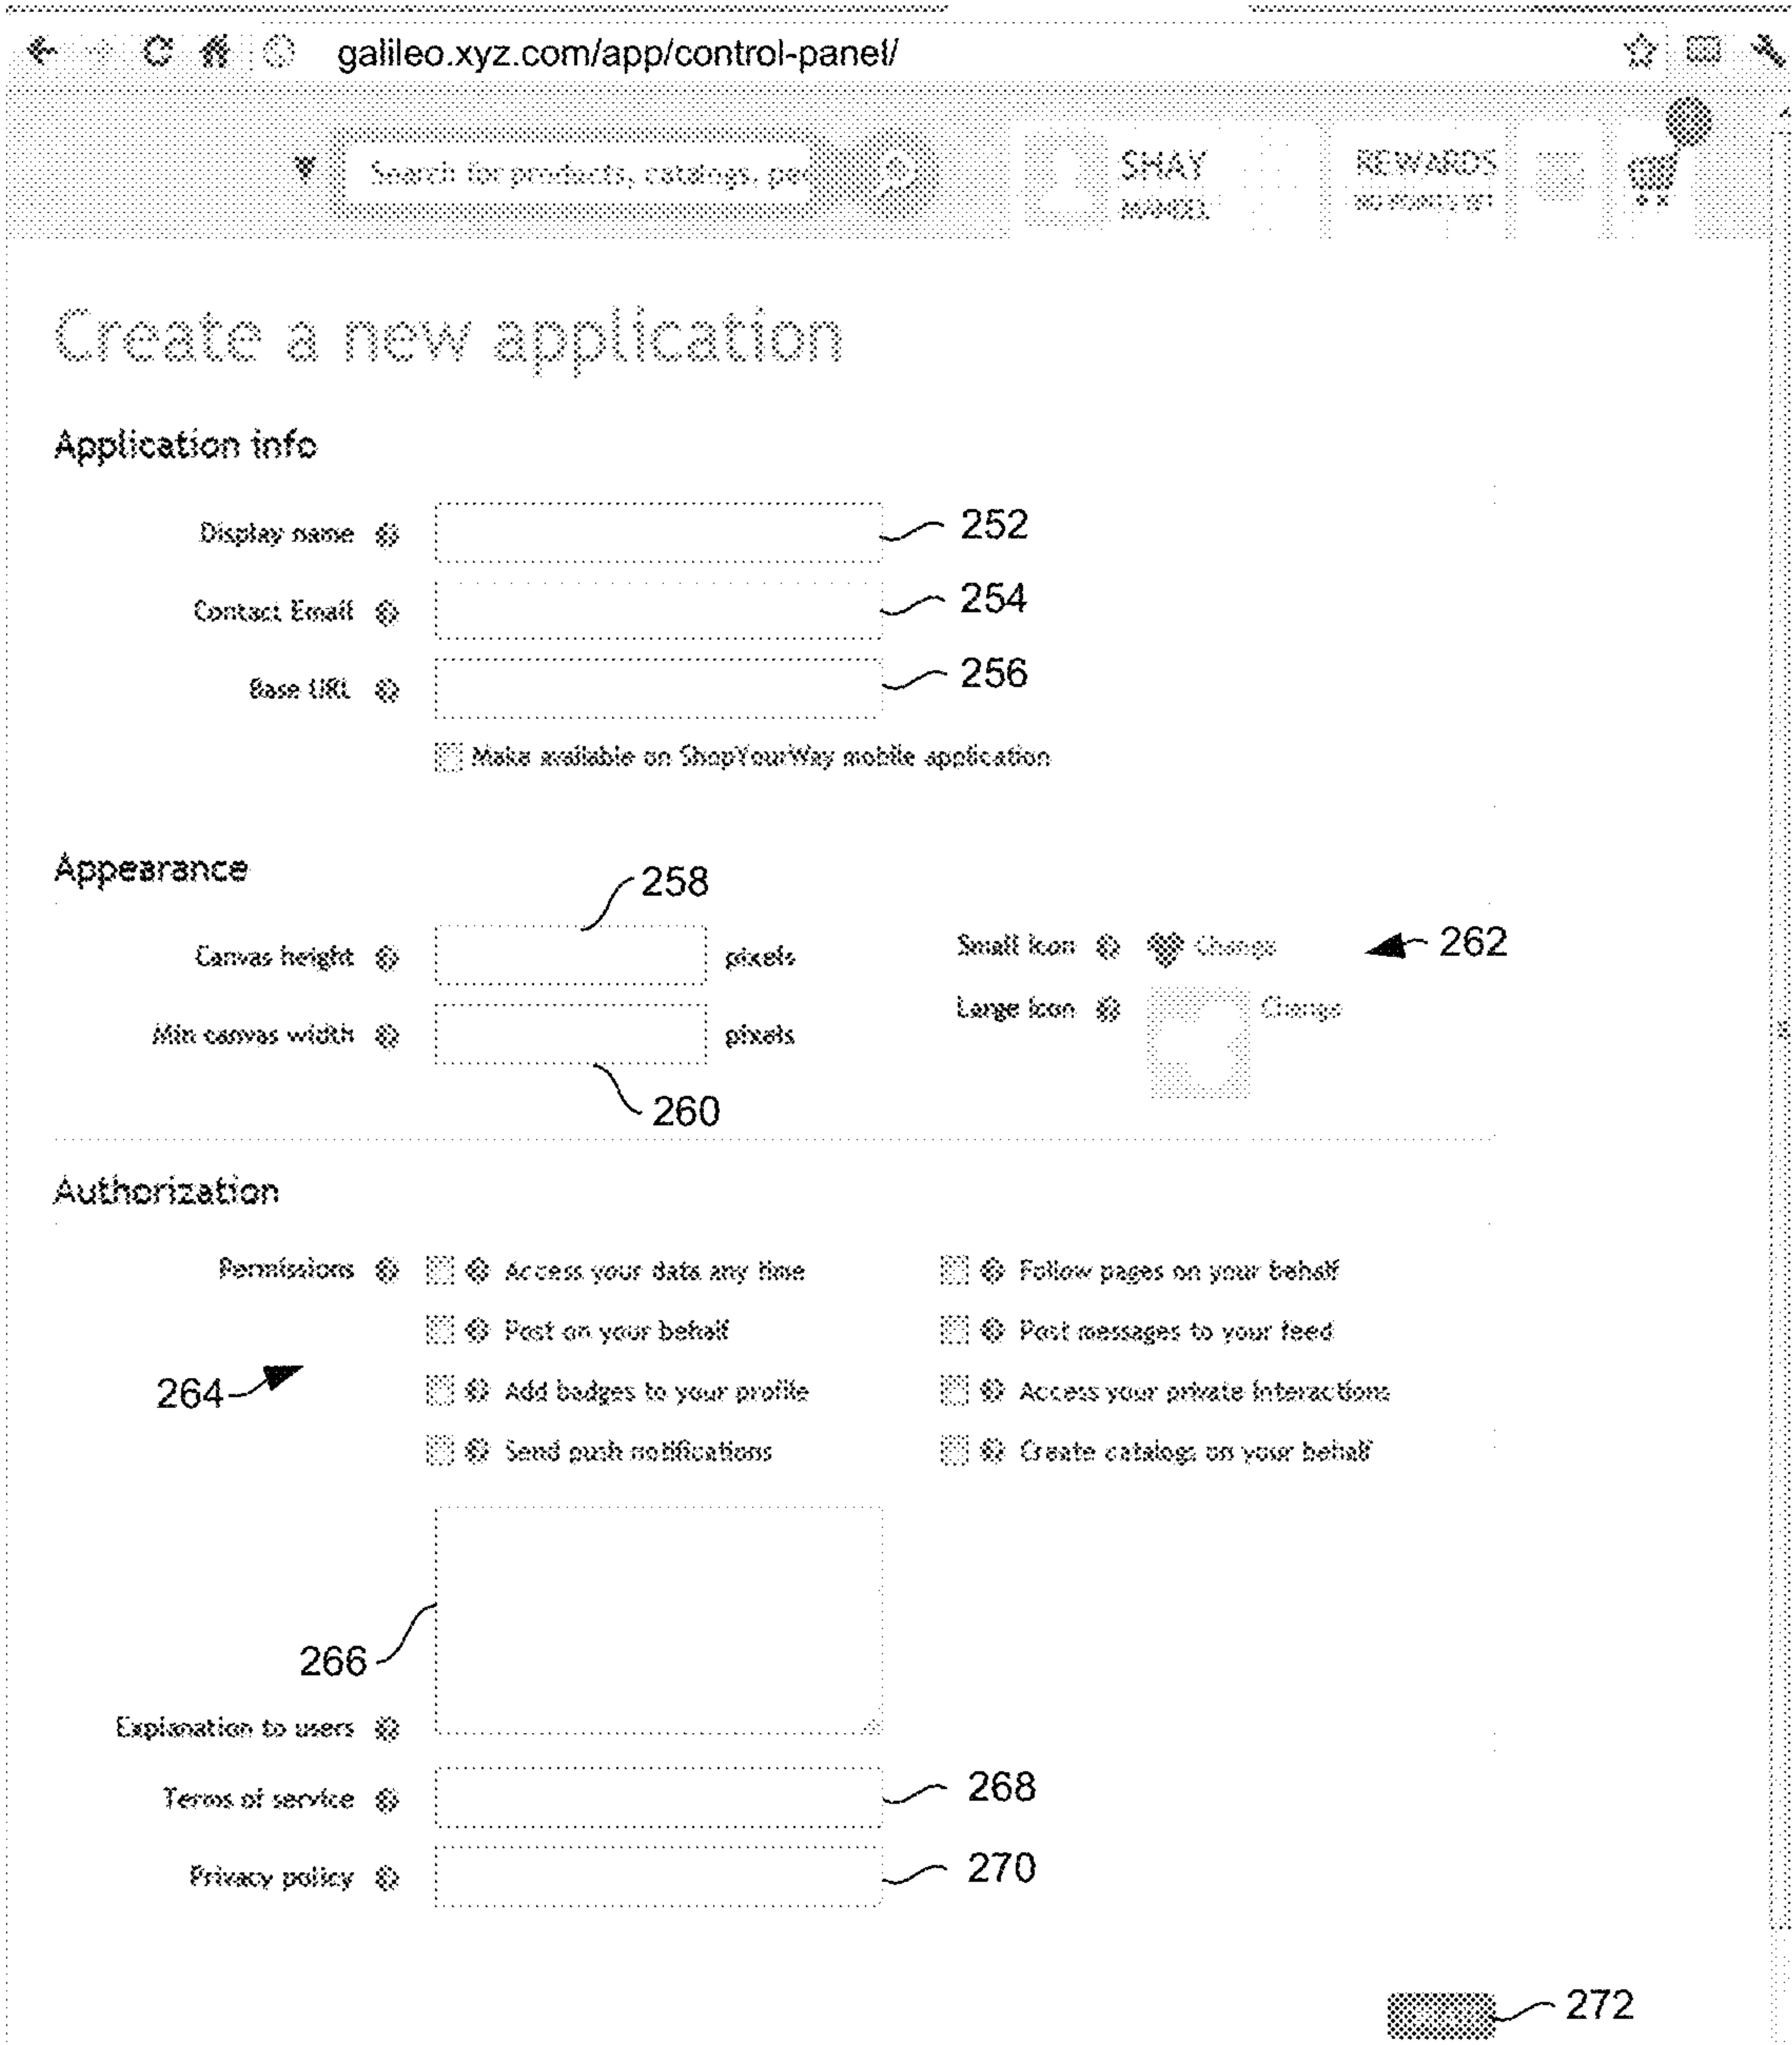 galileo.xyz.com/app/control-panel/
Search for products, catalogs,
SHAY
REWARDS
Create a new application
Application info
Display name 252
Contact Email 254
Base URL 256
Make available on ShopYourWay mobile application
Appearance
258
Canvas height pixels Small icon Change 262
Min canvas width pixels Large icon Change
260
Authorization
Permissions Access your data any time Follow pages on your behalf
Post on your behalf Post messages to your feed
264 Add badges to your profile Access your private interactions
Send push notifications Create catalogs on your behalf
266
Explanation to users
Terms of service 268
Privacy policy 270
272